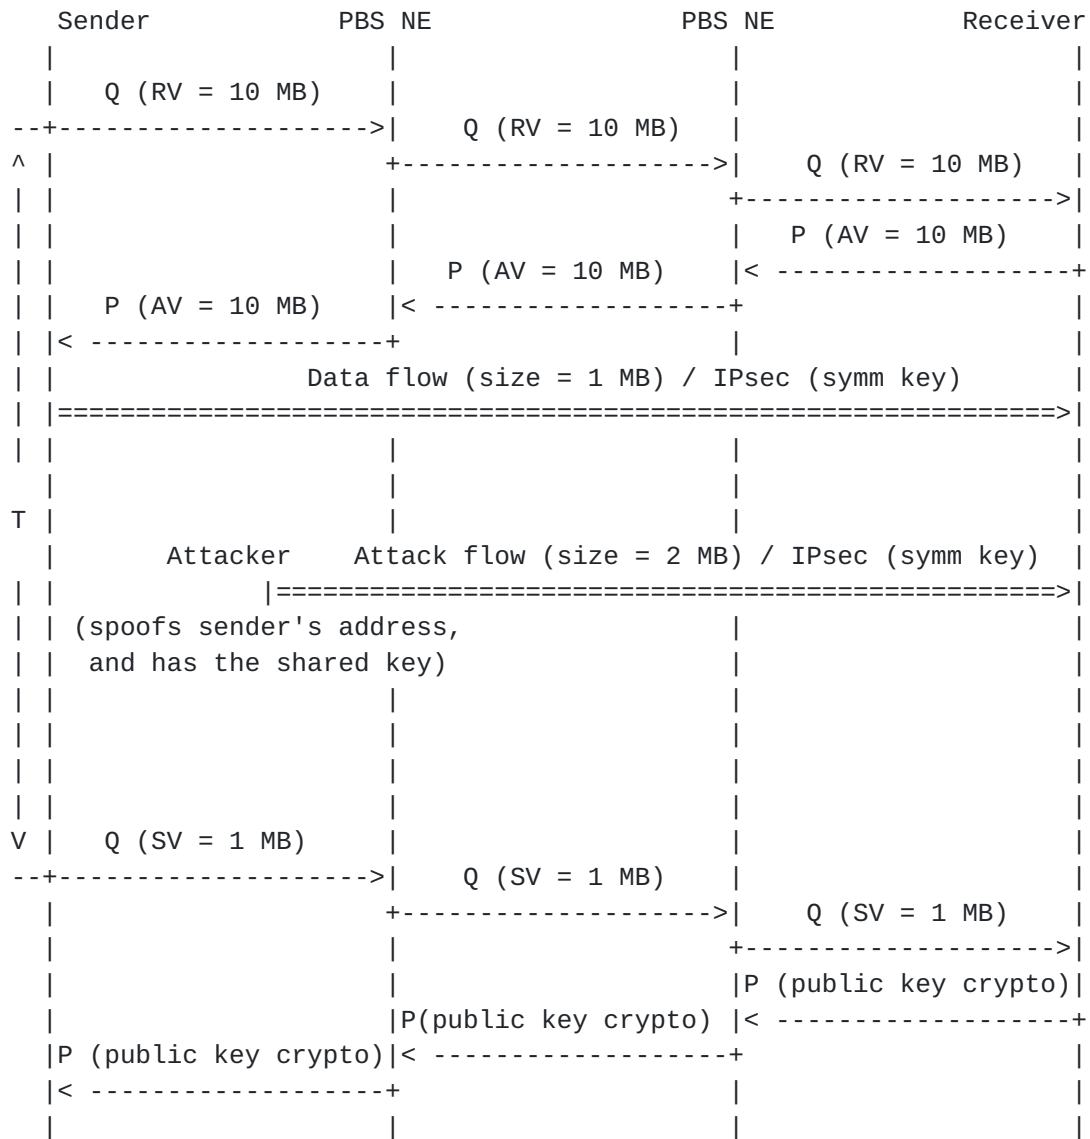 Sender PBS NE PBS NE Receiver
Q (RV = 10 MB)
Q (RV = 10 MB)
Q (RV = 10 MB)
P (AV = 10 MB)
P (AV = 10 MB)
P (AV = 10 MB)
Data flow (size = 1 MB) / IPsec (symm key)
T
Attacker Attack flow (size = 2 MB) / IPsec (symm key)
(spoofs sender's address,
and has the shared key)
V Q (SV = 1 MB)
Q (SV = 1 MB)
Q (SV = 1 MB)
P (public key crypto)
P(public key crypto)
P (public key crypto)